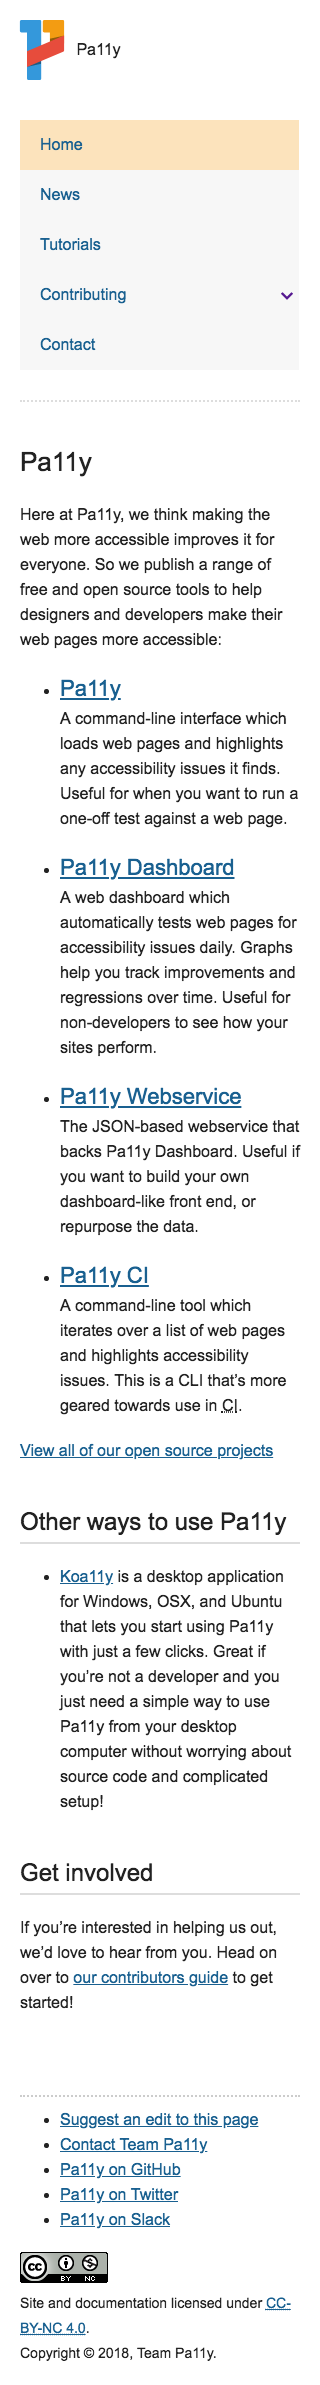 Pa11y
Home
News
Tutorials
Contributing
Contact
Pa11y
Here at Pa11y, we think making the
web more accessible improves it for
everyone. So we publish a range of
free and open source tools to help
designers and developers make their
web pages more accessible:
Pa11y
A command-line interface which
loads web pages and highlights
any accessibility issues it finds.
Useful for when you want to run a
one-off test against a web page.
Pa11y Dashboard
A web dashboard which
automatically tests web pages for
accessibility issues daily. Graphs
help you track improvements and
regressions over time. Useful for
non-developers to see how your
sites perform.
Pa11y Webservice
The JSON-based webservice that
backs Pa11y Dashboard. Useful if
you want to build your own
dashboard-like front end, or
repurpose the data.
Pa11y CI
A command-line tool which
iterates over a list of web pages
and highlights accessibility
issues. This is a CLI that’s more
geared towards use in CI.
View all of our open source projects
Other ways to use Pa11y
Koa11y is a desktop application
for Windows, OSX, and Ubuntu
that lets you start using Pa11y
with just a few clicks. Great if
you’re not a developer and you
just need a simple way to use
Pa11y from your desktop
computer without worrying about
source code and complicated
setup!
Get involved
If you’re interested in helping us out,
we’d love to hear from you. Head on
over to our contributors guide to get
started!
Suggest an edit to this page
Contact Team Pa11y
Pa11y on GitHub
Pa11y on Twitter
Pa11y on Slack
cc BY NC
Site and documentation licensed under CC-
BY-NC 4.0.
Copyright © 2018, Team Pa11y.